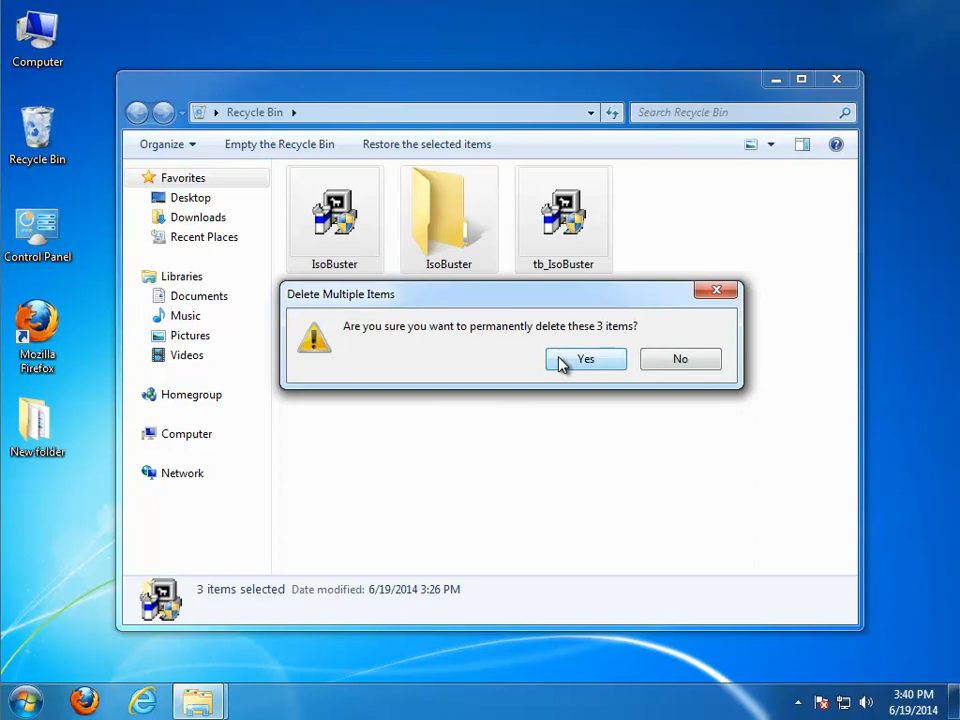 Computer
Recycle Bin
Control Panel
Mozilla
Firefox
New folder
Recycle Bin
Search Recycle Bin
Organize
Empty the Recycle Bin
Restore the selected items
Favorites
Desktop
Downloads
Recent Places
Libraries
Documents
Music
Pictures
Videos
Homegroup
Computer
Network
IsoBuster
IsoBuster
tb_IsoBuster
Delete Multiple Items
Are you sure you want to permanently delete these 3 items?
Yes
No
3 items selected
Date modified: 6/19/2014 3:26 PM
3:40 PM
6/19/2014